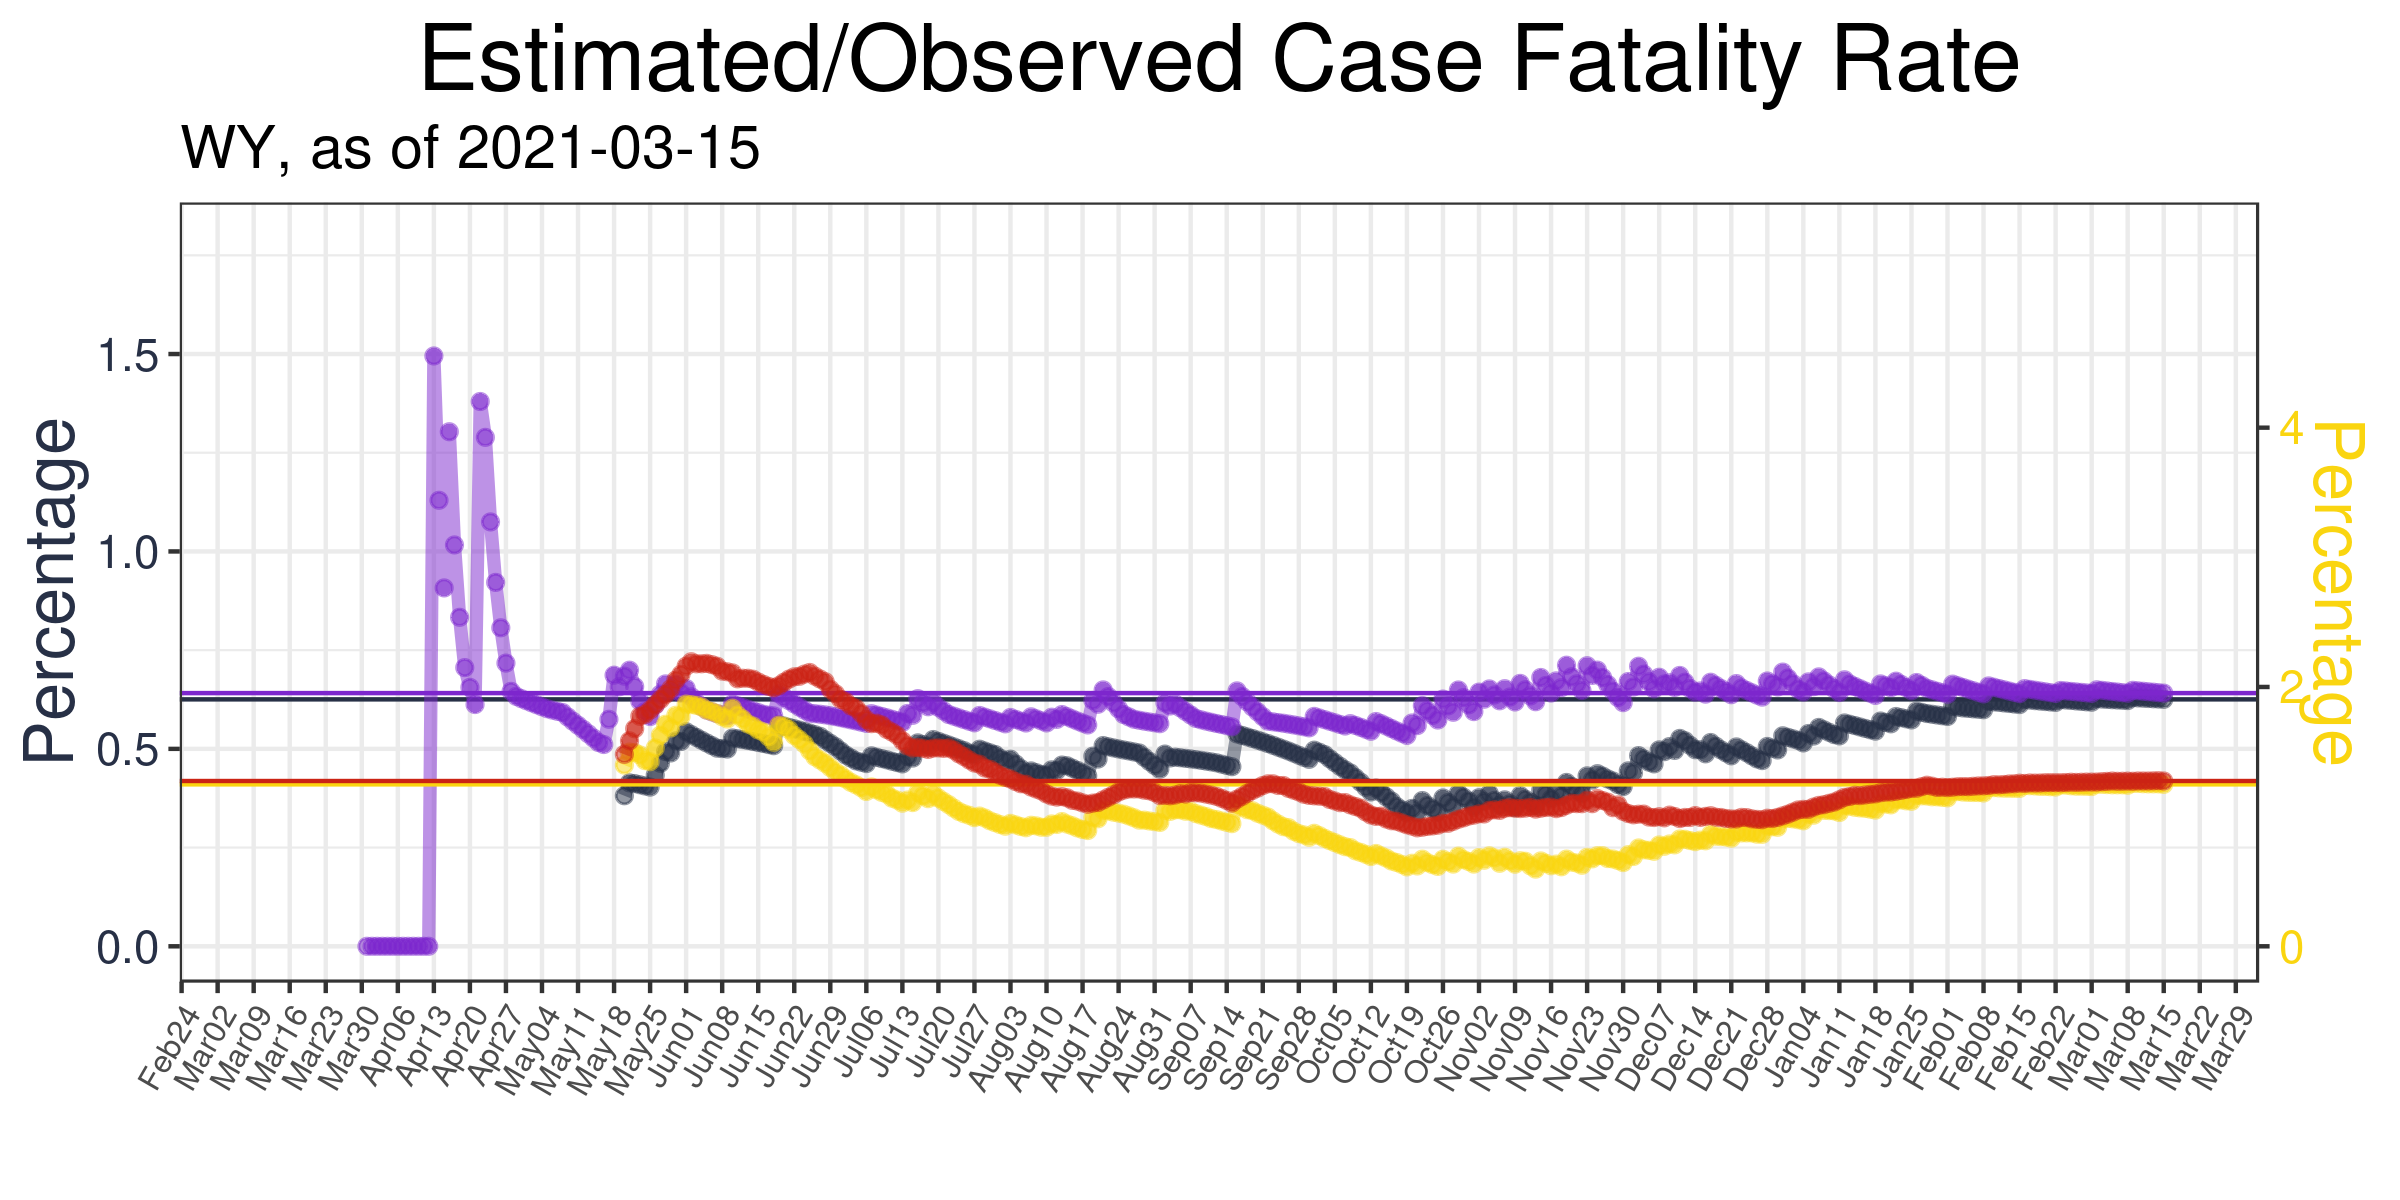 Estimated/Observed Case Fatality Rate
WY, as of 2021-03-15
Percentage
1.5
1.0
0.5
0.0
4
2
0
Percentage
Feb24 Mar02 Mar09 Mar16 Mar23 Mar30 Apr06 Apr13 Apr20 Apr27 May04 May11 May18 May25 Jun01 Jun08 Jun15 Jun22 Jun29 Jul06 Jul13 Jul20 Jul27 Aug03 Aug10 Aug17 Aug24 Aug31 Sep07 Sep14 Sep21 Sep28 Oct05 Oct12 Oct19 Oct26 Nov02 Nov09 Nov16 Nov23 Nov30 Dec07 Dec14 Dec21 Dec28 Jan04 Jan11 Jan18 Jan25 Feb01 Feb08 Feb15 Feb22 Mar01 Mar08 Mar15 Mar22 Mar29